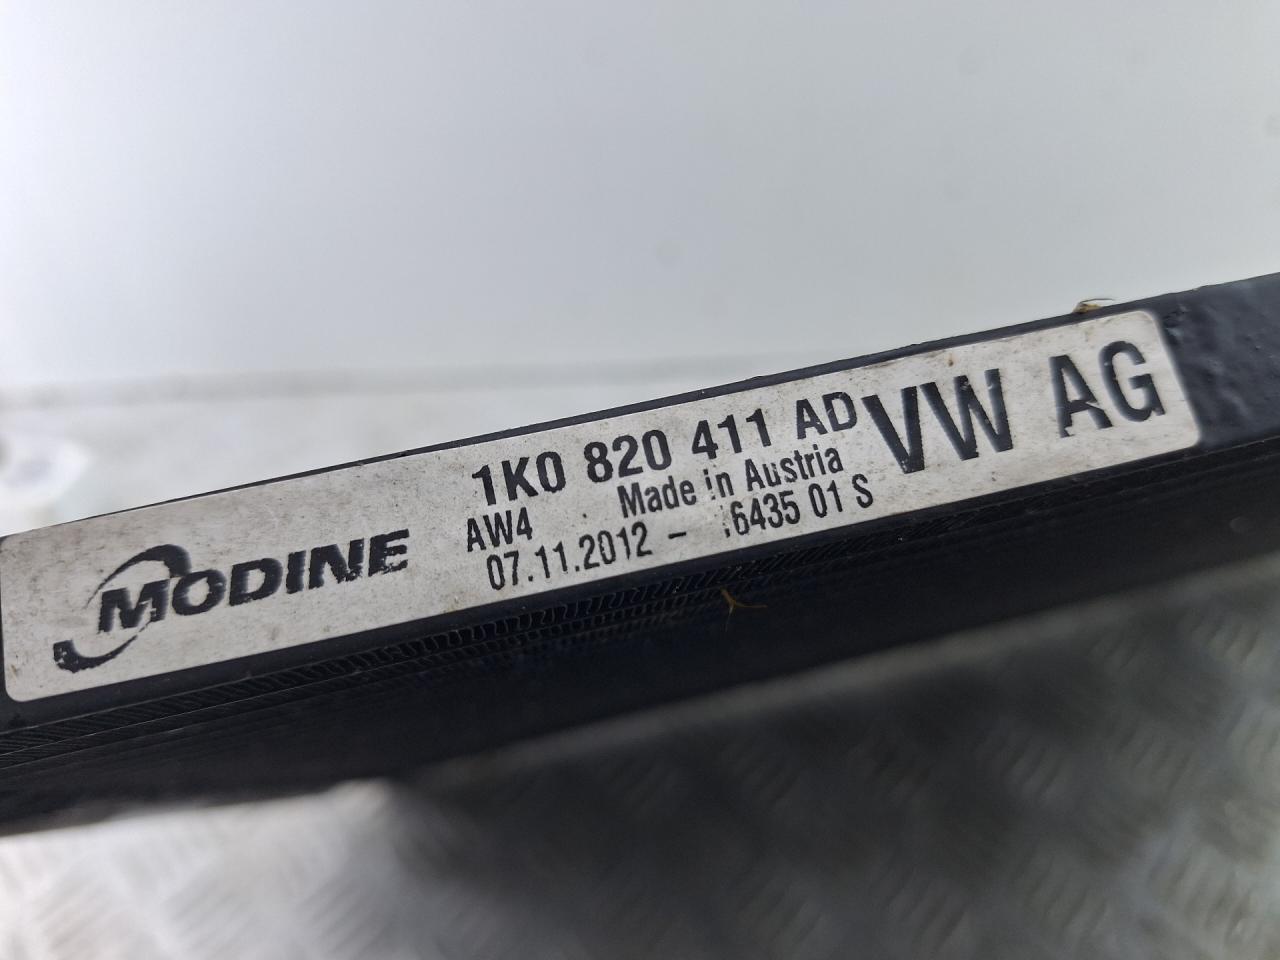 MODINE
1K0 820 411 AD
VW AG
AW4 Made in Austria
07.11.2012 - 6435 01 S